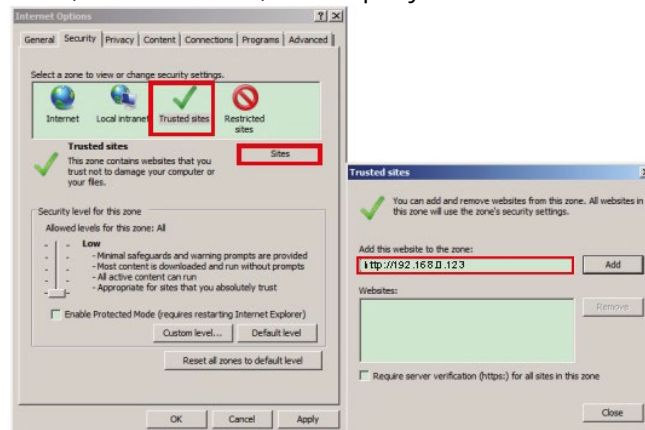 Internet Options
General Security Privacy Content Connections Programs Advanced
Select a zone to view or change security settings.
Internet Local intranet Trusted sites Restricted sites
Trusted sites
Sites
This zone contains websites that you
trust not to damage your computer or
your files.
Security level for this zone
Allowed levels for this zone: All
Low
- Minimal safeguards and warning prompts are provided
- Most content is downloaded and run without prompts
- All active content can run
- Appropriate for sites that you absolutely trust
Enable Protected Mode (requires restarting Internet Explorer)
Custom level... Default level
Reset all zones to default level
OK Cancel Apply
Trusted sites
You can add and remove websites from this zone. All websites in
this zone will use the zone's security settings.
Add this website to the zone:
http://192.168.0.123 Add
Websites:
Remove
Require server verification (https:) for all sites in this zone
Close